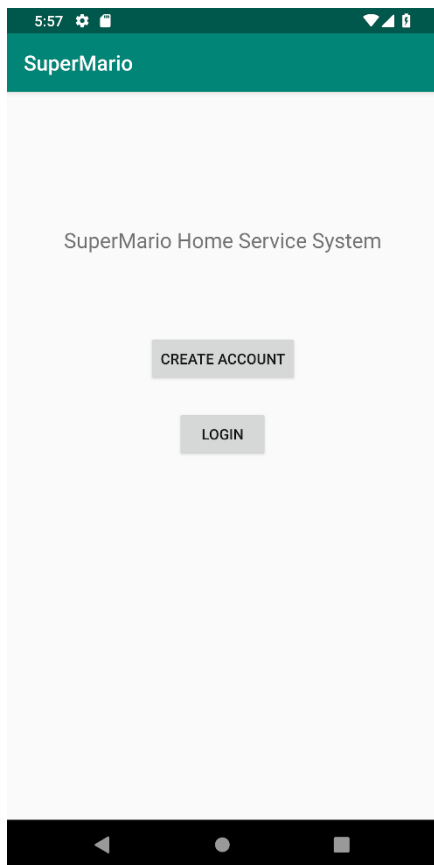 5:57
SuperMario
SuperMario Home Service System
CREATE ACCOUNT
LOGIN